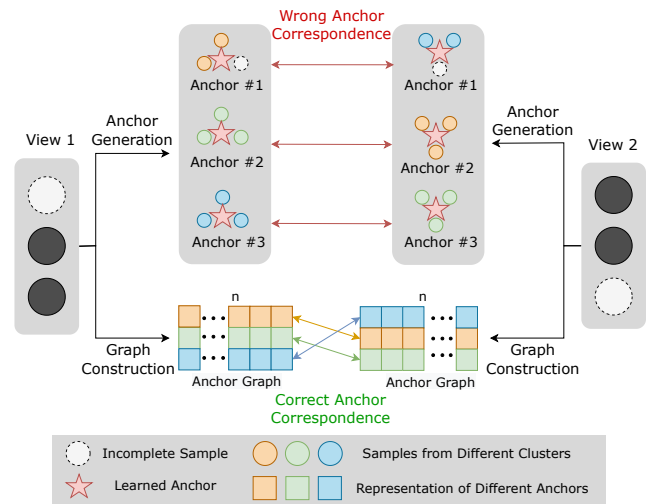 Wrong Anchor
Correspondence
Anchor #1
Anchor #1
Anchor
Generation
Anchor
Generation
View 1
View 2
Anchor #2
Anchor #2
Anchor #3
Anchor #3
n
n
Graph
Construction
Graph
Construction
Anchor Graph
Anchor Graph
Correct Anchor
Correspondence
Incomplete Sample
Samples from Different Clusters
Learned Anchor
Representation of Different Anchors